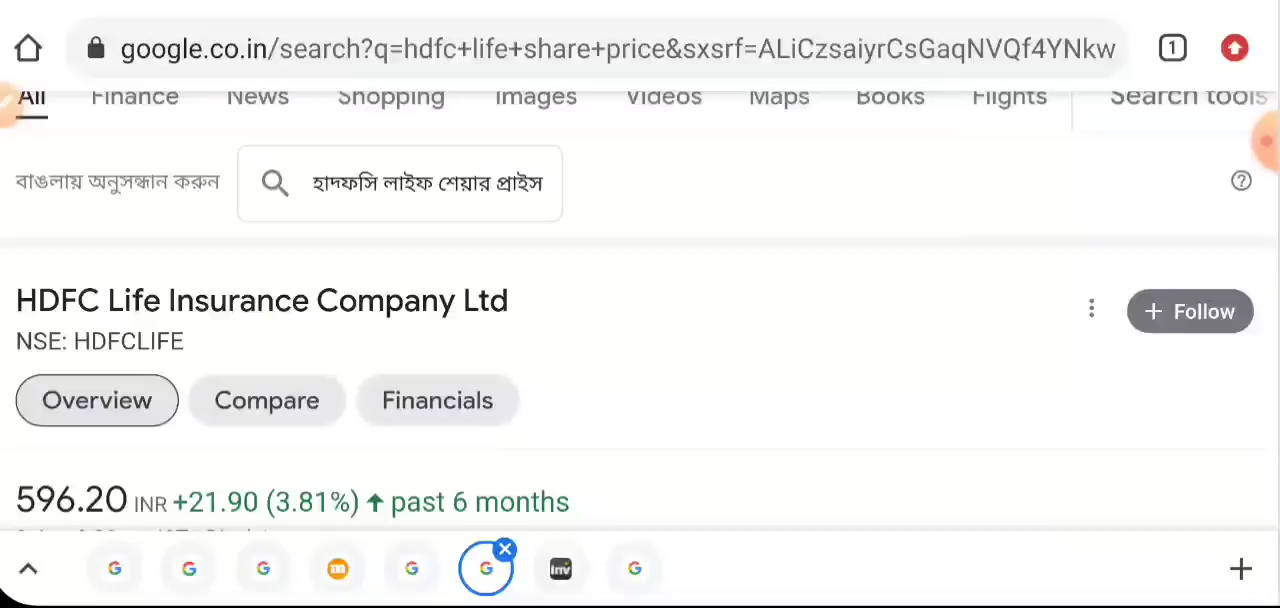 google.co.in/search?q=hdfc+life+share+price&sxsrf=ALiCzsaiyrCsGaqNVQf4YNkw
1
All Finance News Shopping Images Videos Maps Books Flights Search tools
বাঙলায় অনুসন্ধান করুন হাদফসি লাইফ শেয়ার প্রাইস
HDFC Life Insurance Company Ltd
+ Follow
NSE: HDFCLIFE
Overview Compare Financials
596.20 INR +21.90 (3.81%) ↑ past 6 months
G G G m G G inv G